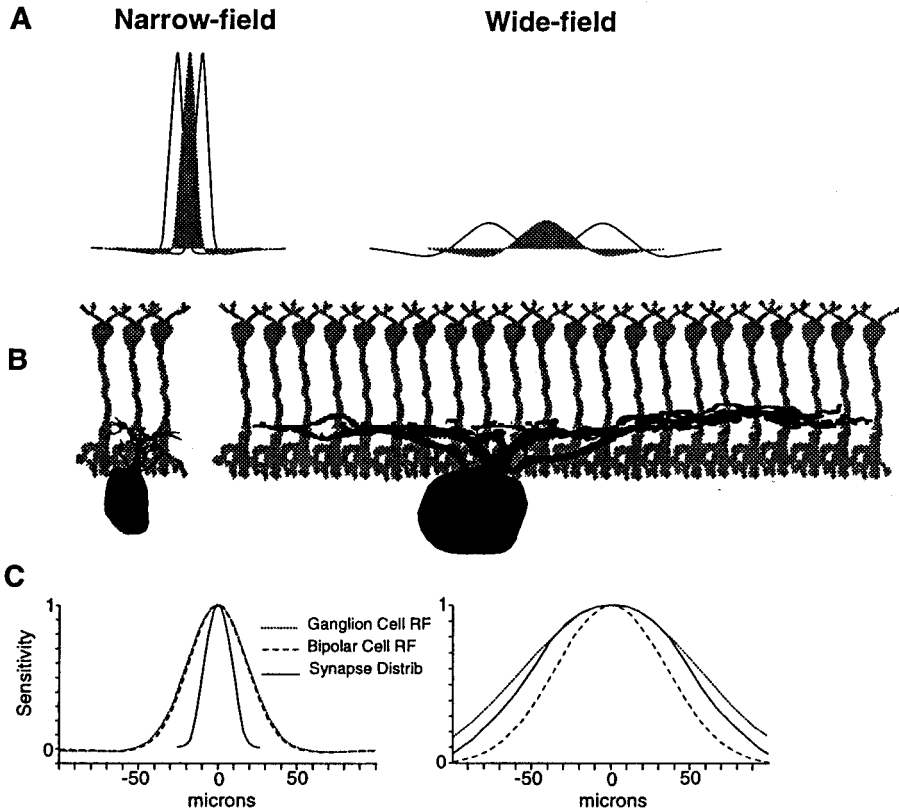 A
Narrow-field
Wide-field
B
C
1
Sensitivity
0
-50
0
50
microns
Ganglion Cell RF
Bipolar Cell RF
Synapse Distrib
1
0
-50
0
50
microns